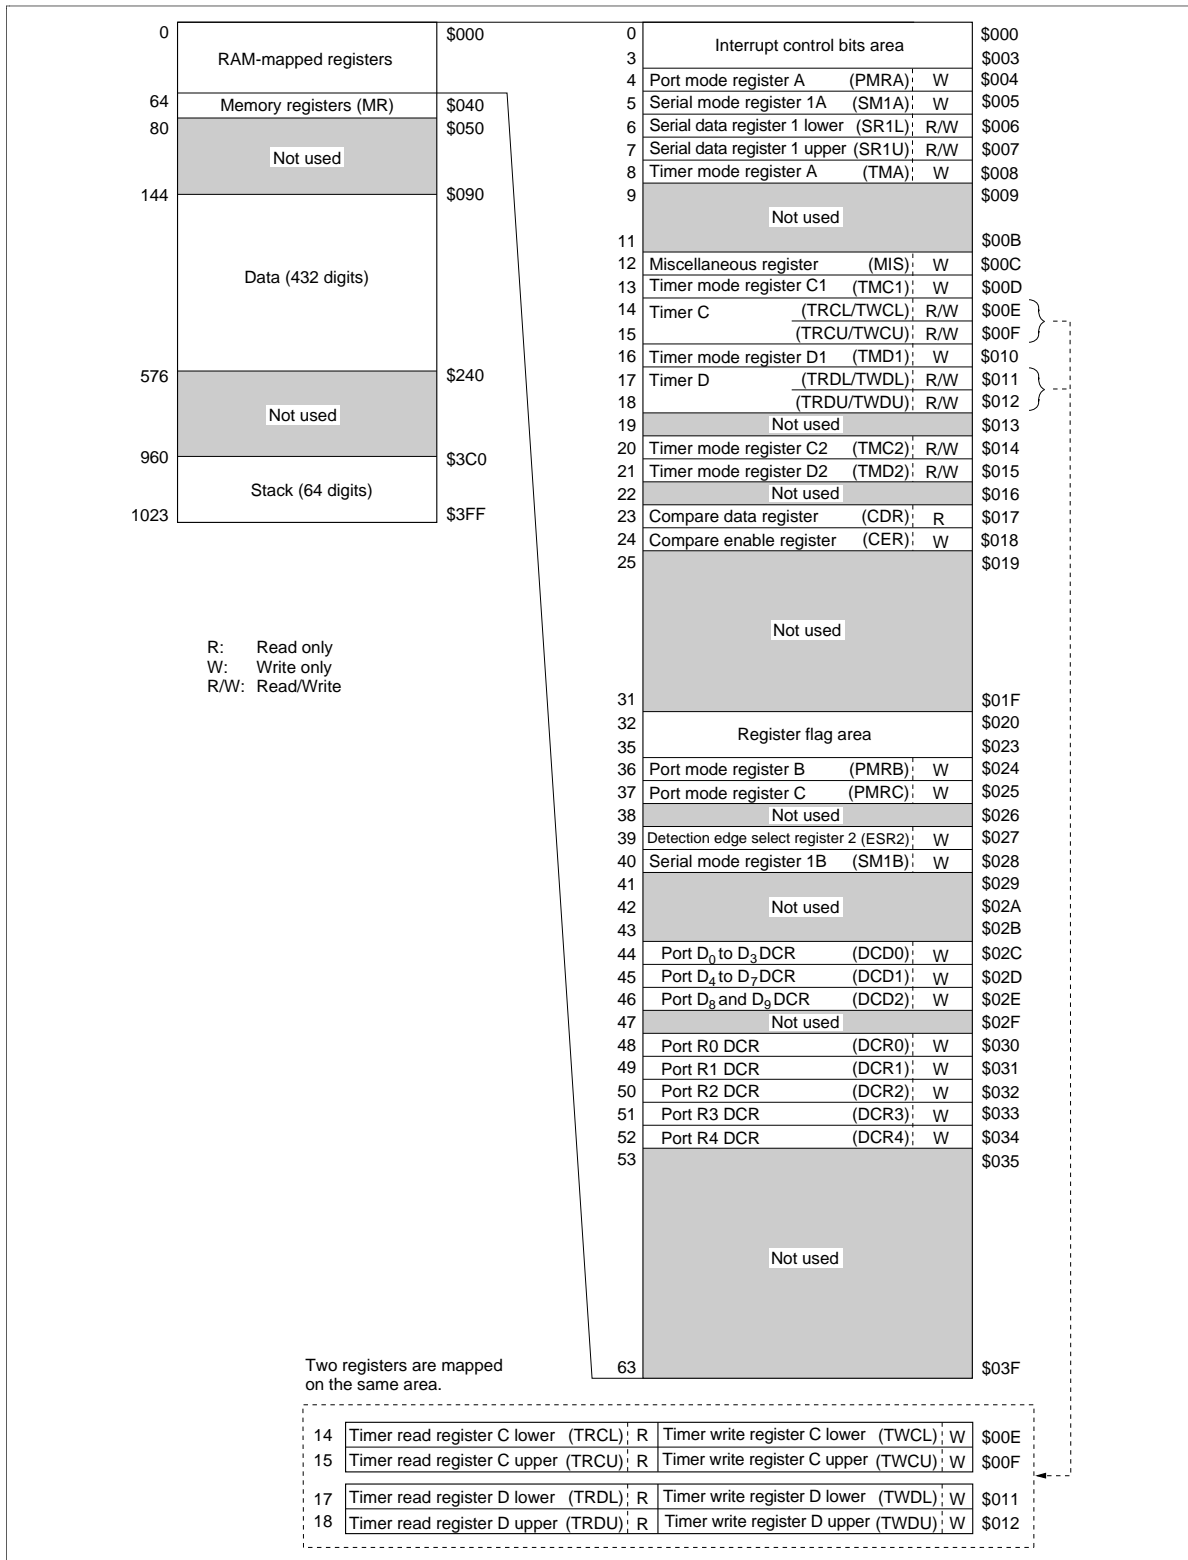 0 RAM-mapped registers $000
64 Memory registers (MR) $040
80 Not used $050
144 Data (432 digits) $090
576 Not used $240
960 Stack (64 digits) $3C0
1023 $3FF
R: Read only
W: Write only
R/W: Read/Write
0 Interrupt control bits area $000
3 $003
4 Port mode register A (PMRA) W $004
5 Serial mode register 1A (SM1A) W $005
6 Serial data register 1 lower (SR1L) R/W $006
7 Serial data register 1 upper (SR1U) R/W $007
8 Timer mode register A (TMA) W $008
9 $009
Not used
11 $00B
12 Miscellaneous register (MIS) W $00C
13 Timer mode register C1 (TMC1) W $00D
14 Timer C (TRCL/TWCL) R/W $00E
15 (TRCU/TWCU) R/W $00F
16 Timer mode register D1 (TMD1) W $010
17 Timer D (TRDL/TWDL) R/W $011
18 (TRDU/TWDU) R/W $012
19 Not used $013
20 Timer mode register C2 (TMC2) R/W $014
21 Timer mode register D2 (TMD2) R/W $015
22 Not used $016
23 Compare data register (CDR) R $017
24 Compare enable register (CER) W $018
25 $019
Not used
31 $01F
32 Register flag area $020
35 $023
36 Port mode register B (PMRB) W $024
37 Port mode register C (PMRC) W $025
38 Not used $026
39 Detection edge select register 2 (ESR2) W $027
40 Serial mode register 1B (SM1B) W $028
41 $029
42 Not used $02A
43 $02B
44 Port D0 to D3 DCR (DCD0) W $02C
45 Port D4 to D7 DCR (DCD1) W $02D
46 Port D8 and D9 DCR (DCD2) W $02E
47 Not used $02F
48 Port R0 DCR (DCR0) W $030
49 Port R1 DCR (DCR1) W $031
50 Port R2 DCR (DCR2) W $032
51 Port R3 DCR (DCR3) W $033
52 Port R4 DCR (DCR4) W $034
53 $035
Not used
63 $03F
Two registers are mapped
on the same area.
14 Timer read register C lower (TRCL) R Timer write register C lower (TWCL) W $00E
15 Timer read register C upper (TRCU) R Timer write register C upper (TWCU) W $00F
17 Timer read register D lower (TRDL) R Timer write register D lower (TWDL) W $011
18 Timer read register D upper (TRDU) R Timer write register D upper (TWDU) W $012